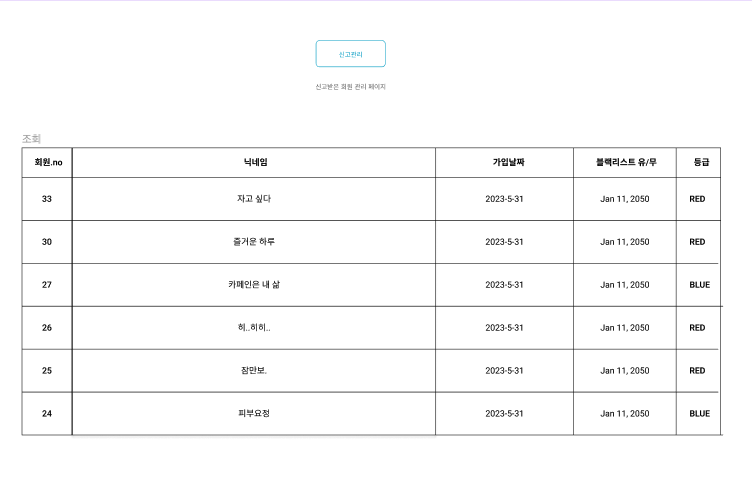 신고관리
신고받은 회원 관리 페이지
조회
회원.no 닉네임 가입날짜 블랙리스트 유/무 등급
33 자고 싶다 2023-5-31 Jan 11, 2050 RED
30 즐거운 하루 2023-5-31 Jan 11, 2050 RED
27 카페인은 내 삶 2023-5-31 Jan 11, 2050 BLUE
26 히..히히.. 2023-5-31 Jan 11, 2050 RED
25 잠만보. 2023-5-31 Jan 11, 2050 RED
24 피부요정 2023-5-31 Jan 11, 2050 BLUE